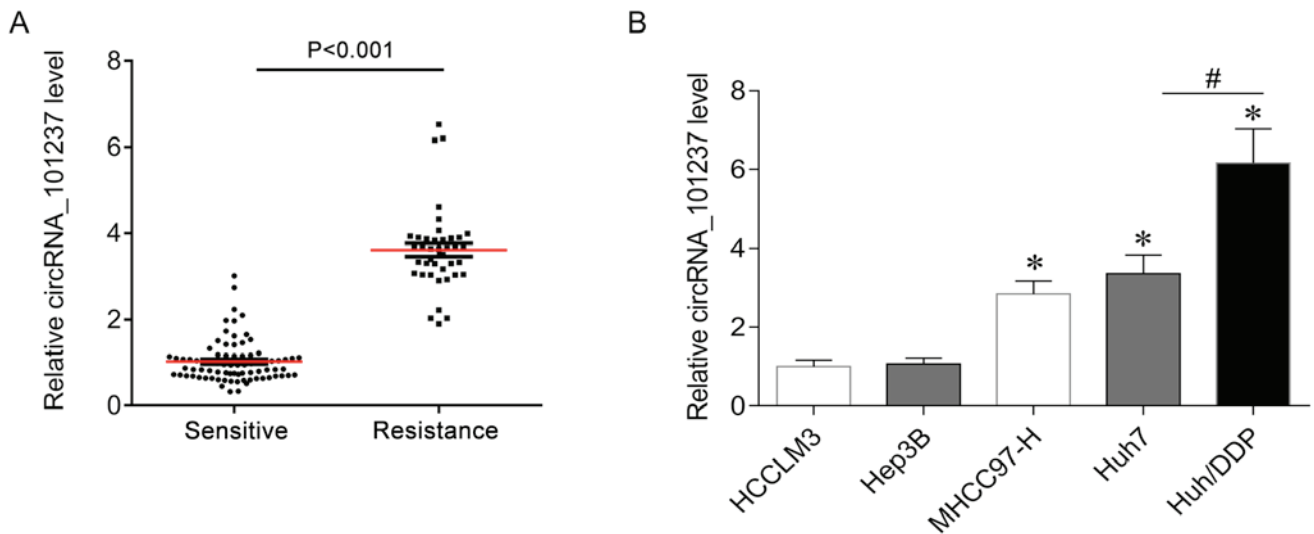 A
P<0.001
Relative circRNA_101237 level
8
6
4
2
0
Sensitive
Resistance
B
#
*
*
*
Relative circRNA_101237 level
8
6
4
2
0
HCCLM3
Hep3B
MHCC97-H
Huh7
Huh/DDP